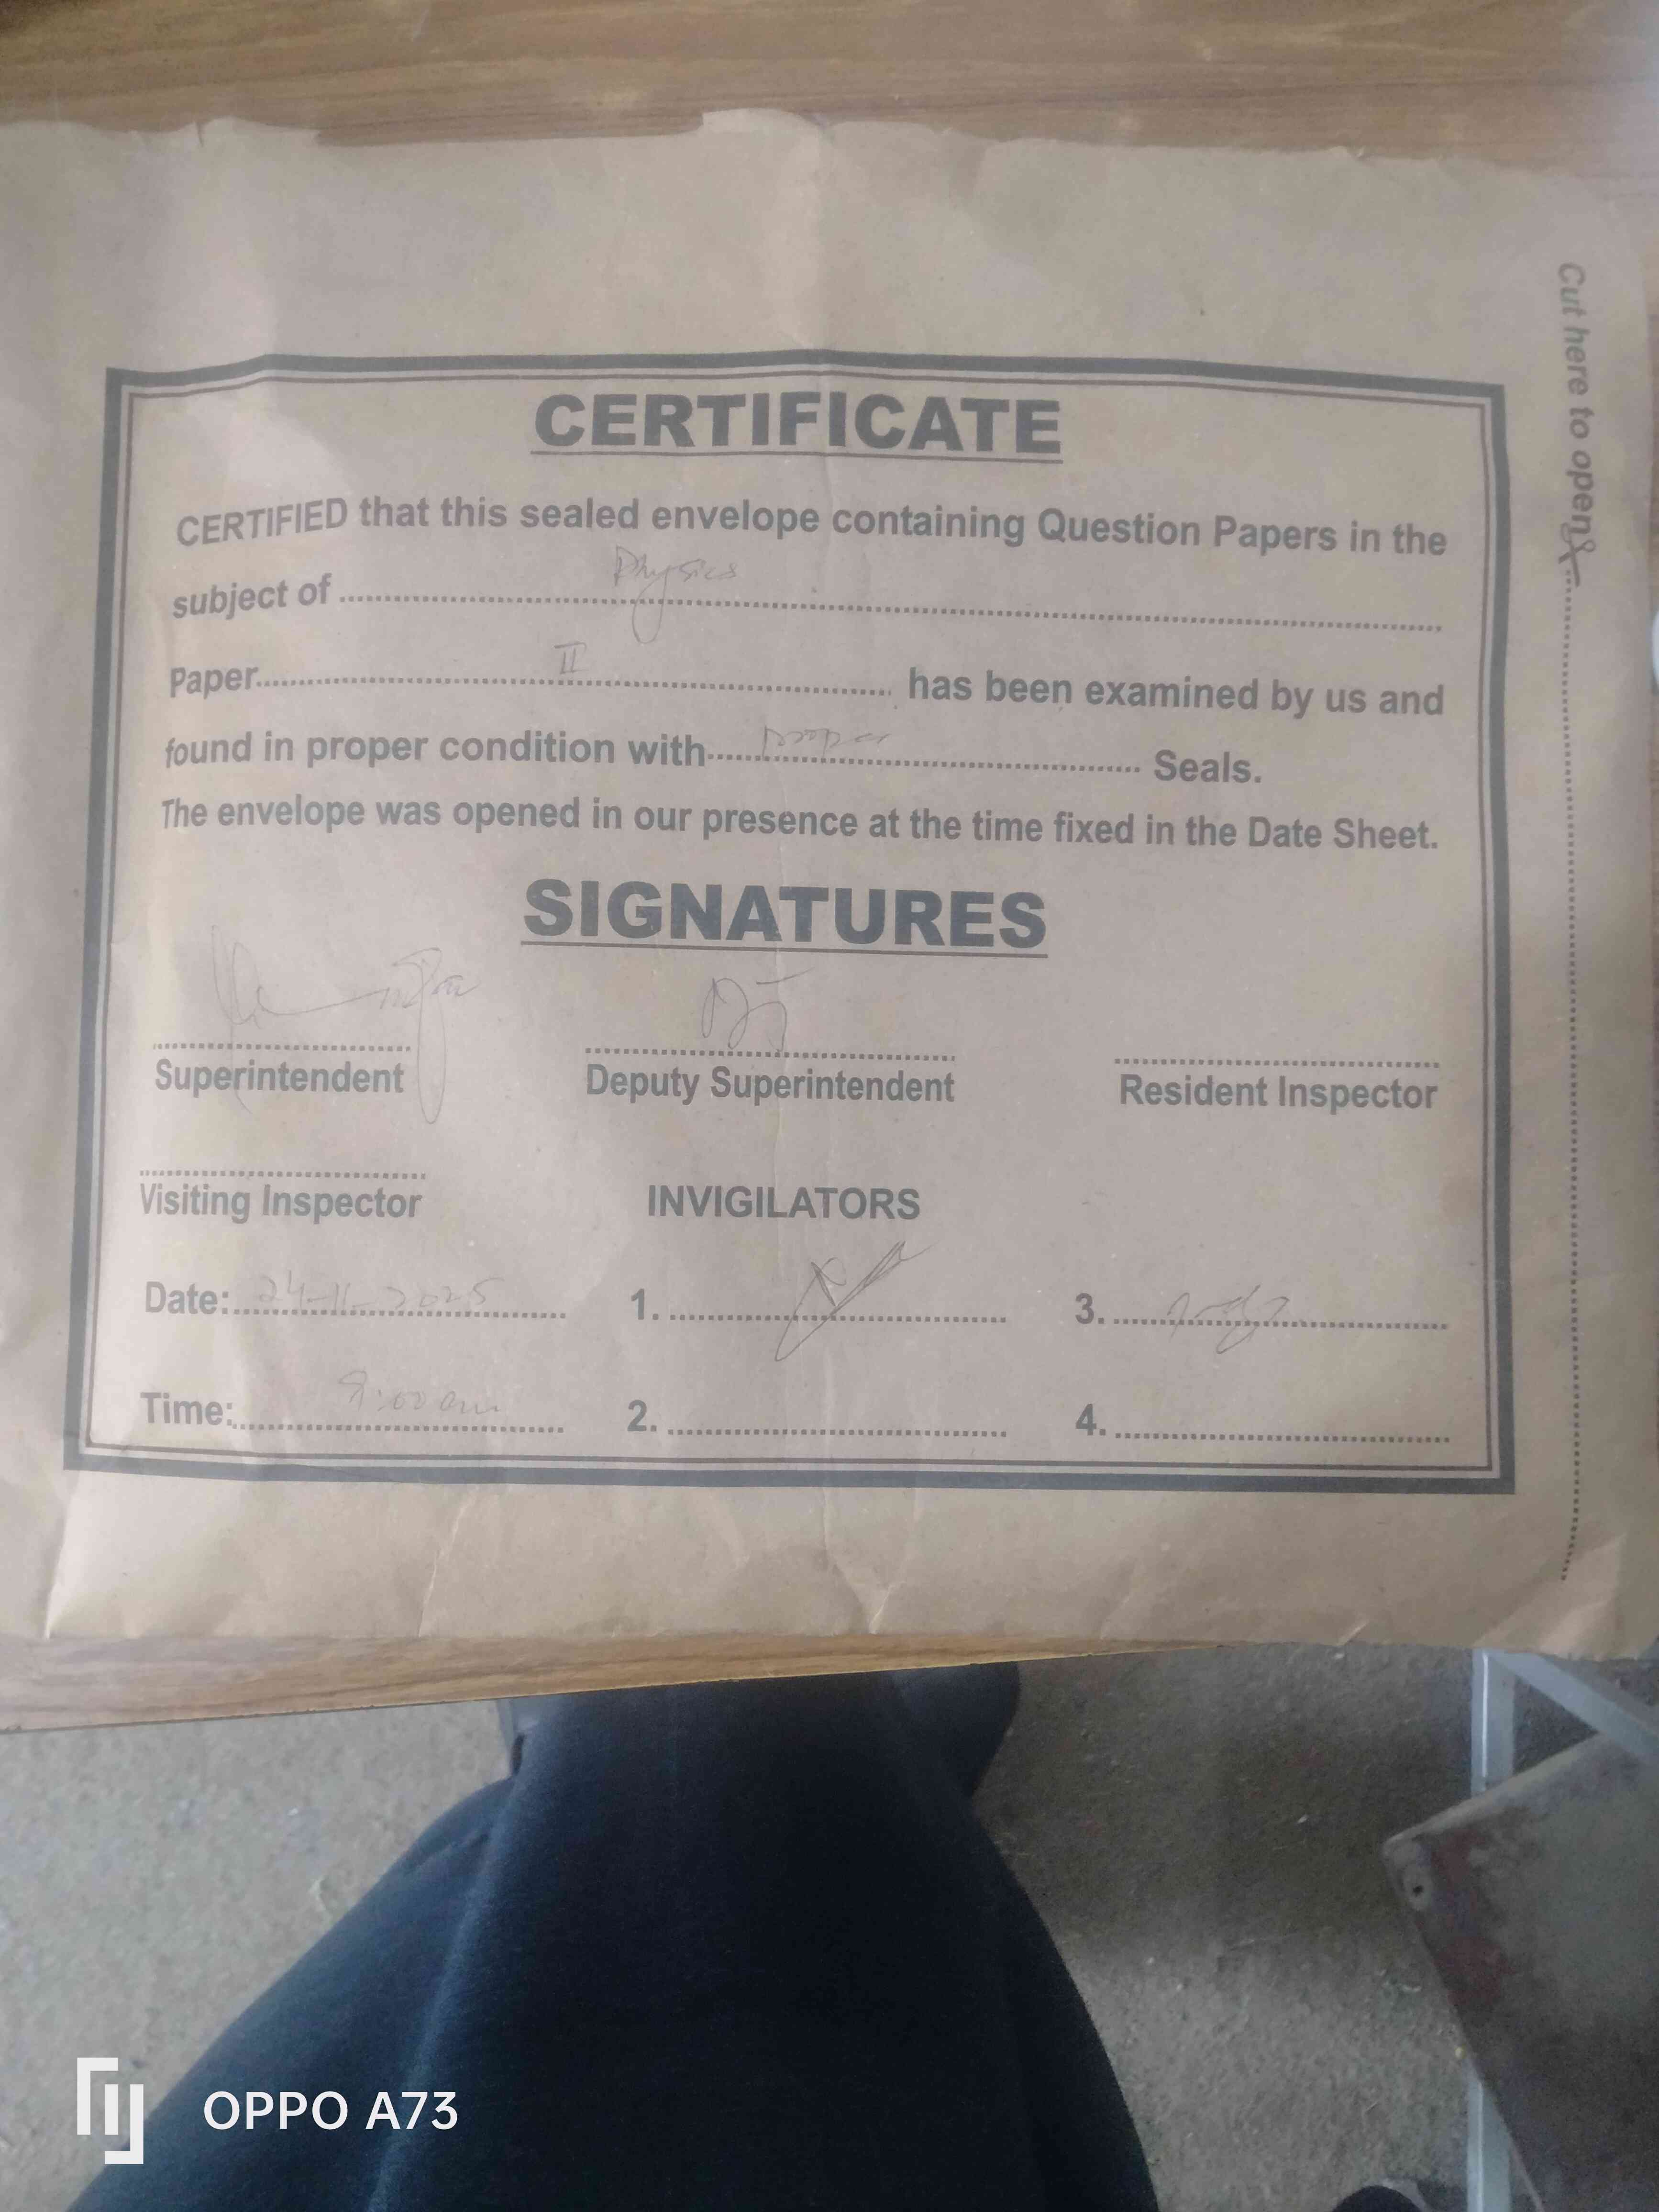 Cut here to open
CERTIFICATE
CERTIFIED that this sealed envelope containing Question Papers in the
subject of Physics
Paper II has been examined by us and
found in proper condition with proper Seals.
The envelope was opened in our presence at the time fixed in the Date Sheet.
SIGNATURES
Superintendent Deputy Superintendent Resident Inspector
Visiting Inspector INVIGILATORS
Date: 24-11-2025 1. 3.
Time: 9:00 am 2. 4.
OPPO A73